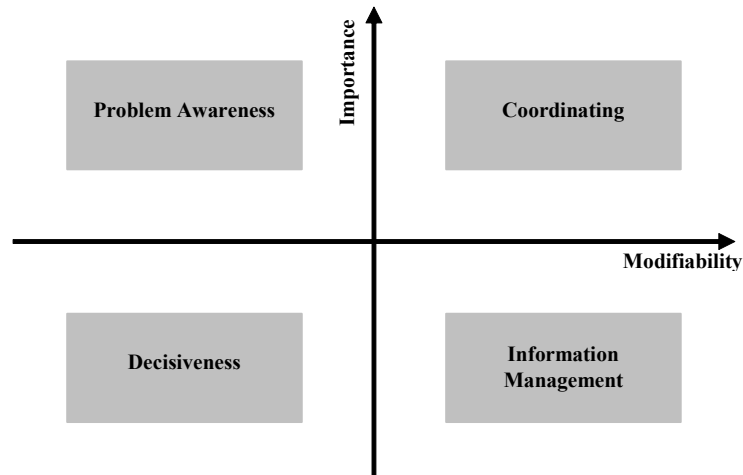 Importance
Problem Awareness
Coordinating
Modifiability
Decisiveness
Information
Management